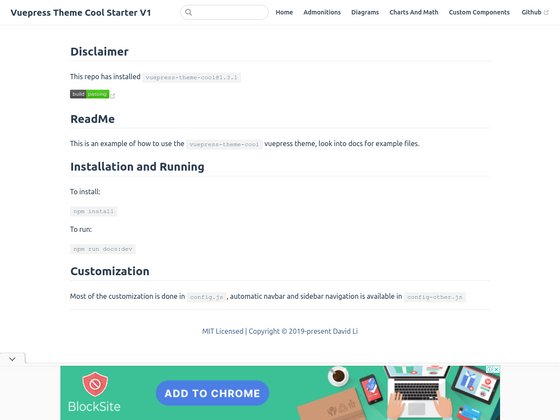 Vuepress Theme Cool Starter V1
Home Admonitions Diagrams Charts And Math Custom Components Github
Disclaimer
This repo has installed vuepress-theme-cool@1.3.1
build passing
ReadMe
This is an example of how to use the vuepress-theme-cool vuepress theme, look into docs for example files.
Installation and Running
To install:
npm install
To run:
npm run docs:dev
Customization
Most of the customization is done in config.js, automatic navbar and sidebar navigation is available in config-other.js
MIT Licensed | Copyright © 2019-present David Li
BlockSite
ADD TO CHROME